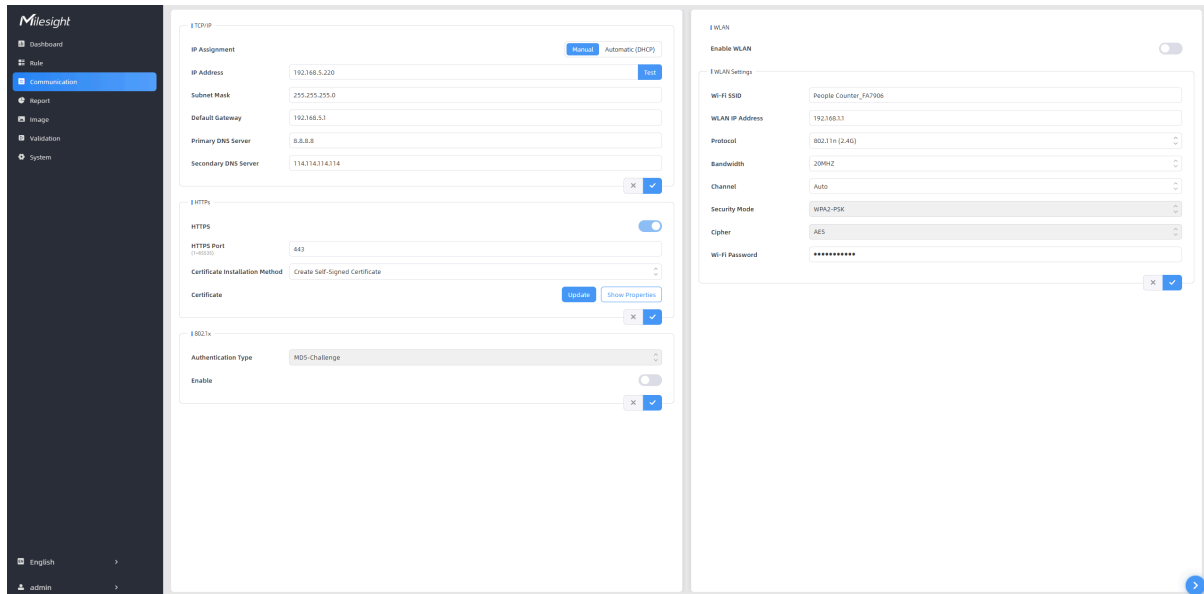 Milesight
Dashboard
Rule
Communication
Report
Image
Validation
System
English
admin
TCP/IP
IP Assignment Manual Automatic (DHCP)
IP Address 192.168.5.220 Test
Subnet Mask 255.255.255.0
Default Gateway 192.168.5.1
Primary DNS Server 8.8.8.8
Secondary DNS Server 114.114.114.114
HTTPs
HTTPS
HTTPS Port 443
(1~65535)
Certificate Installation Method Create Self-Signed Certificate
Certificate Update Show Properties
802.1x
Authentication Type MD5-Challenge
Enable
WLAN
Enable WLAN
WLAN Settings
Wi-Fi SSID People Counter_FA7906
WLAN IP Address 192.168.1.1
Protocol 802.11n (2.4G)
Bandwidth 20MHZ
Channel Auto
Security Mode WPA2-PSK
Cipher AES
Wi-Fi Password •••••••••••